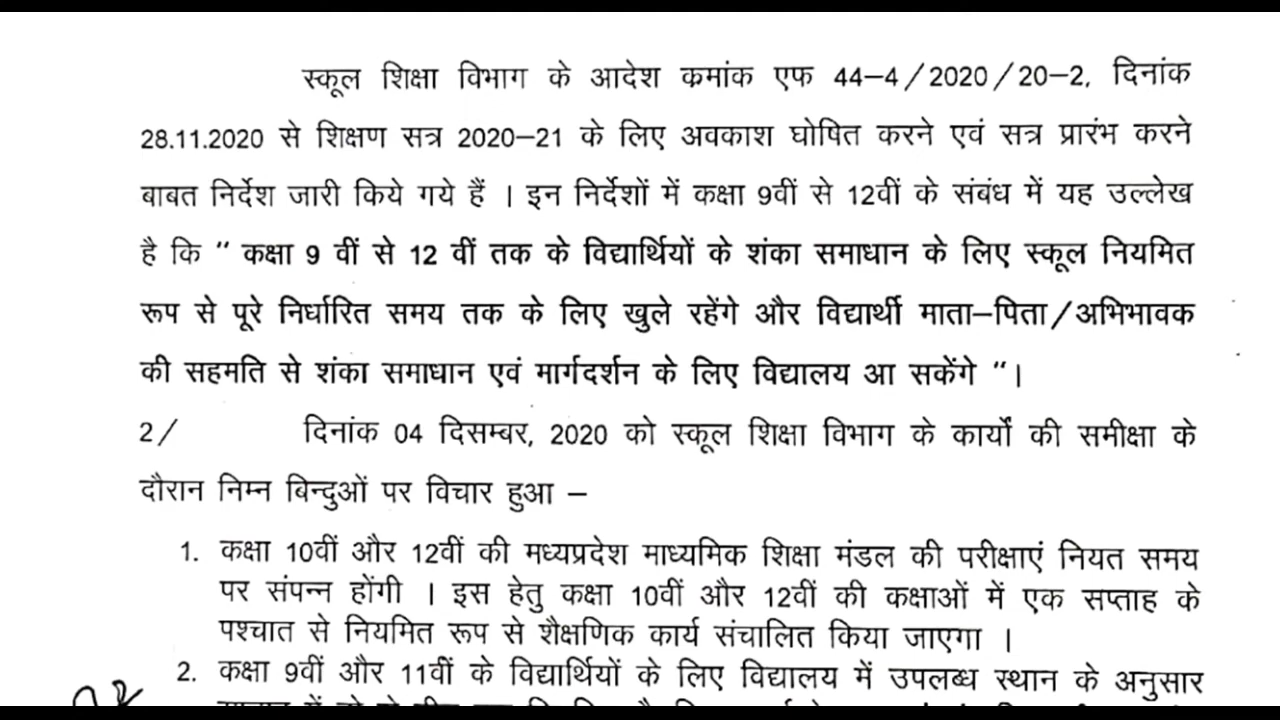 स्कूल शिक्षा विभाग के आदेश क्रमांक एफ 44–4/2020/20–2, दिनांक
28.11.2020 से शिक्षण सत्र 2020–21 के लिए अवकाश घोषित करने एवं सत्र प्रारंभ करने
बाबत निर्देश जारी किये गये हैं । इन निर्देशों में कक्षा 9वीं से 12वीं के संबंध में यह उल्लेख
है कि " कक्षा 9 वीं से 12 वीं तक के विद्यार्थियों के शंका समाधान के लिए स्कूल नियमित
रूप से पूरे निर्धारित समय तक के लिए खुले रहेंगे और विद्यार्थी माता–पिता/अभिभावक
की सहमति से शंका समाधान एवं मार्गदर्शन के लिए विद्यालय आ सकेंगे "।
2/ दिनांक 04 दिसम्बर, 2020 को स्कूल शिक्षा विभाग के कार्यो की समीक्षा के
दौरान निम्न बिन्दुओं पर विचार हुआ –
1. कक्षा 10वीं और 12वीं की मध्यप्रदेश माध्यमिक शिक्षा मंडल की परीक्षाएं नियत समय
पर संपन्न होंगी । इस हेतु कक्षा 10वीं और 12वीं की कक्षाओं में एक सप्ताह के
पश्चात से नियमित रूप से शैक्षणिक कार्य संचालित किया जाएगा ।
2. कक्षा 9वीं और 11वीं के विद्यार्थियों के लिए विद्यालय में उपलब्ध स्थान के अनुसार